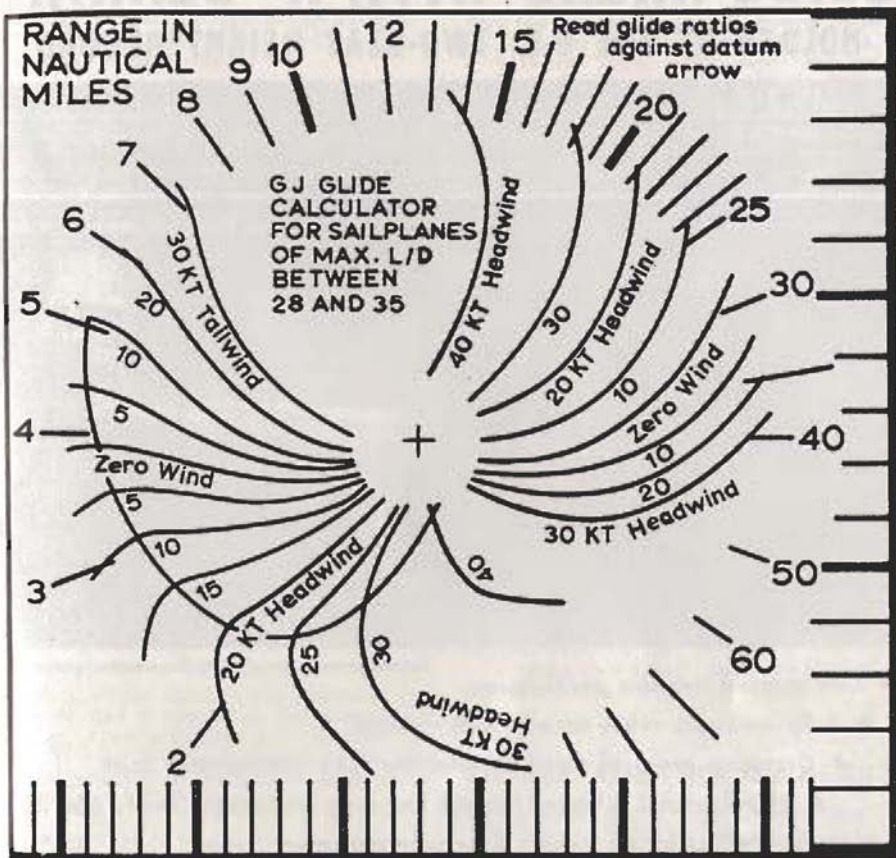 RANGE IN
NAUTICAL
MILES
Read glide ratios
against datum
arrow
12
15
10
9
8
20
7
25
6
30
5
4
40
3
50
60
2
GJ GLIDE
CALCULATOR
FOR SAILPLANES
OF MAX. L/D
BETWEEN
28 AND 35
30 KT Tailwind
20
10
5
Zero Wind
5
10
15
20 KT Headwind
25
30
30 KT
Headwind
40
40 KT Headwind
30
20 KT Headwind
10
Zero Wind
10
20
30 KT Headwind